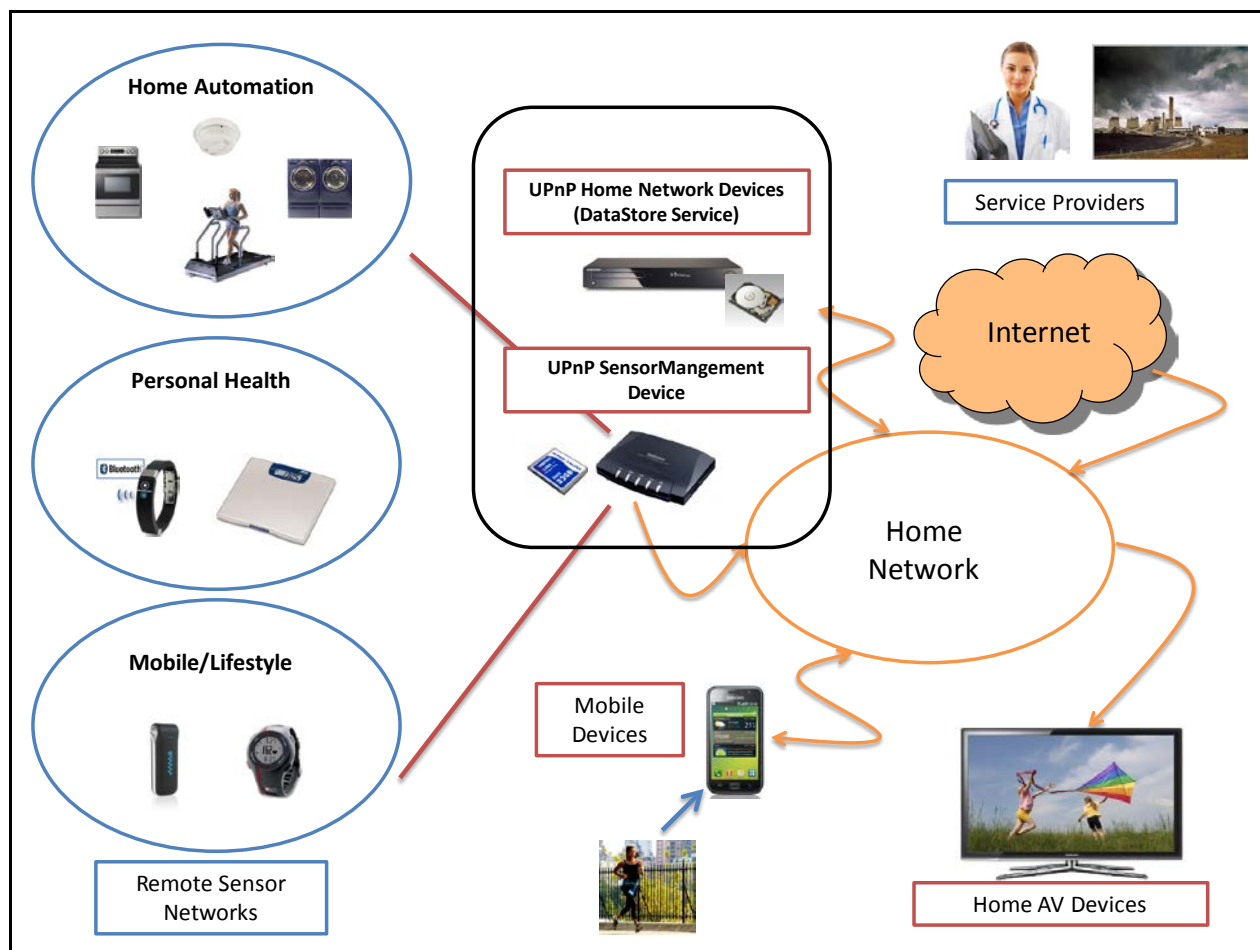 Home Automation
UPnP Home Network Devices
(DataStore Service)
Service Providers
Internet
UPnP SensorMangement
Device
Personal Health
Bluetooth
Home
Network
Mobile/Lifestyle
Mobile
Devices
Remote Sensor
Networks
Home AV Devices